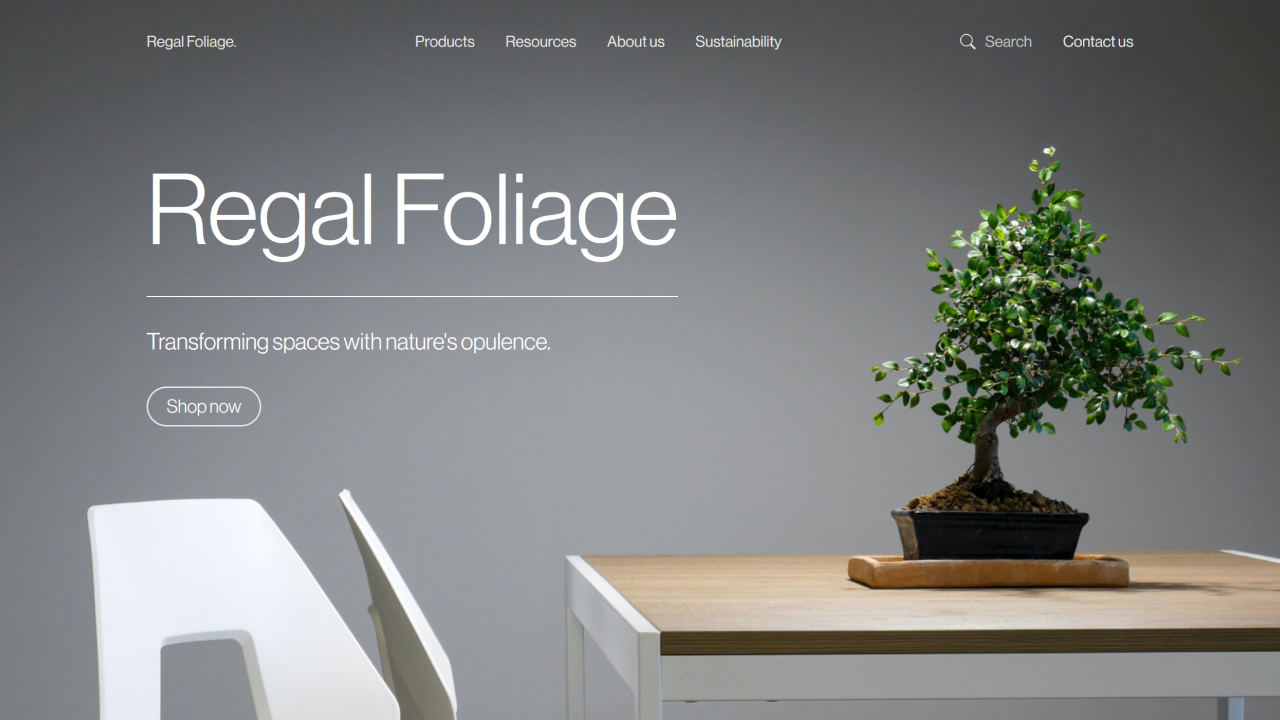 Regal Foliage.
Products
Resources
About us
Sustainability
Search
Contact us
Regal Foliage
Transforming spaces with nature's opulence.
Shop now